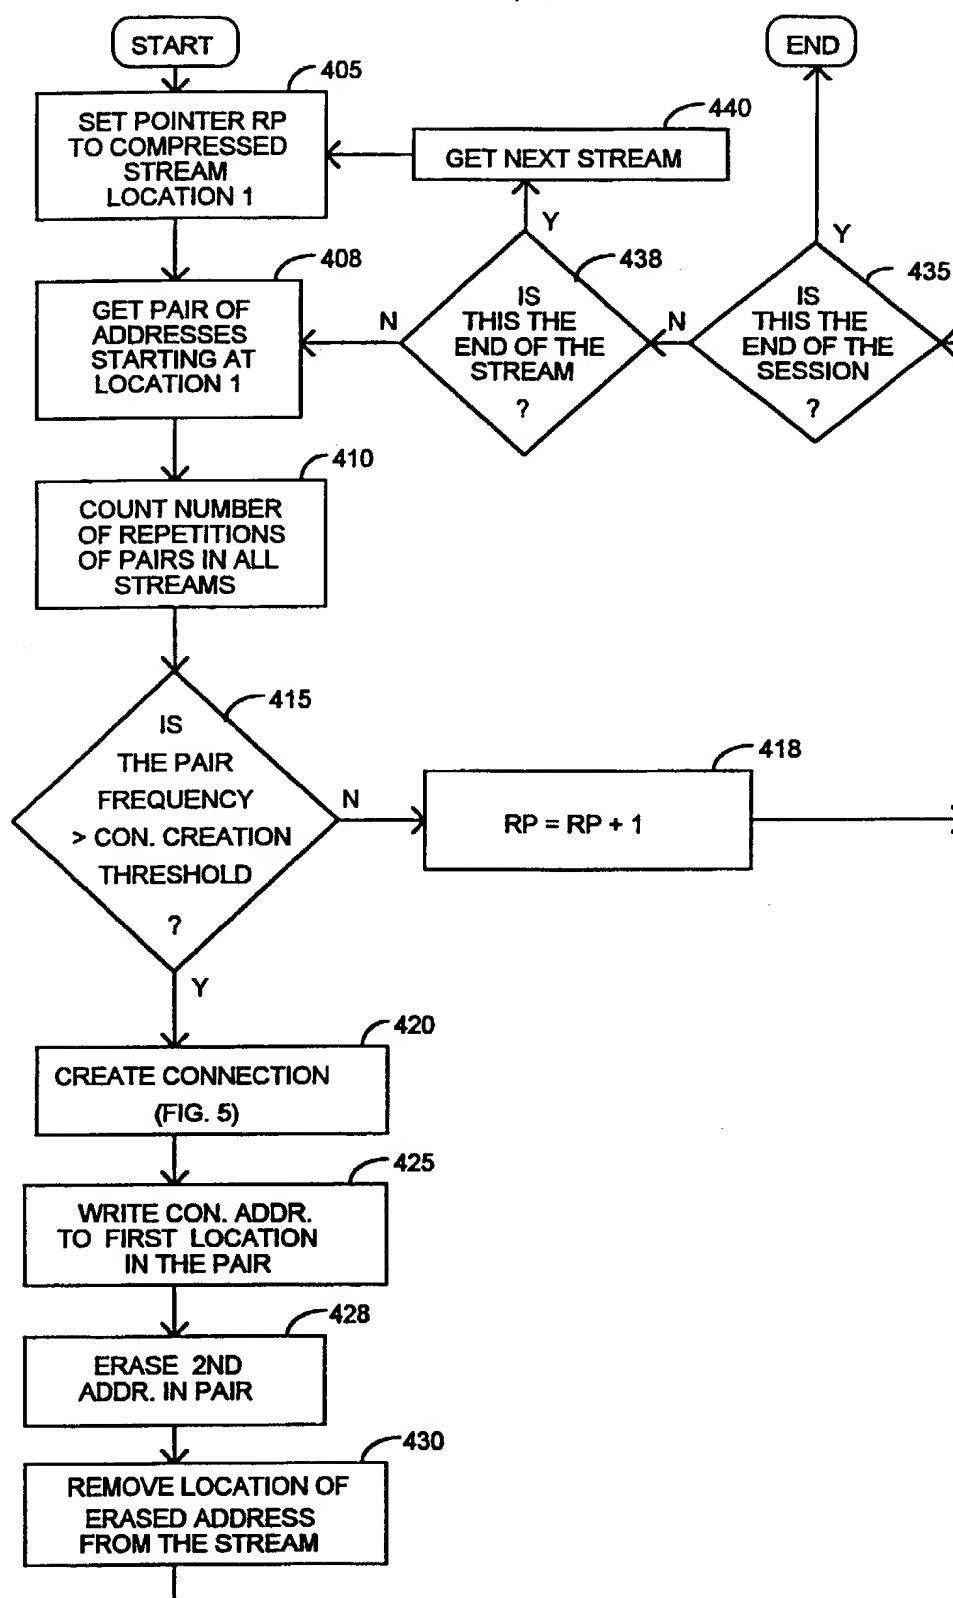 START
END
405
SET POINTER RP
TO COMPRESSED
STREAM
LOCATION 1
440
GET NEXT STREAM
Y
Y
408
GET PAIR OF
ADDRESSES
STARTING AT
LOCATION 1
N
438
IS
THIS THE
END OF THE
STREAM
?
N
435
IS
THIS THE
END OF THE
SESSION
?
410
COUNT NUMBER
OF REPETITIONS
OF PAIRS IN ALL
STREAMS
415
IS
THE PAIR
FREQUENCY
> CON. CREATION
THRESHOLD
?
N
418
RP = RP + 1
Y
420
CREATE CONNECTION
(FIG. 5)
425
WRITE CON. ADDR.
TO FIRST LOCATION
IN THE PAIR
428
ERASE 2ND
ADDR. IN PAIR
430
REMOVE LOCATION OF
ERASED ADDRESS
FROM THE STREAM